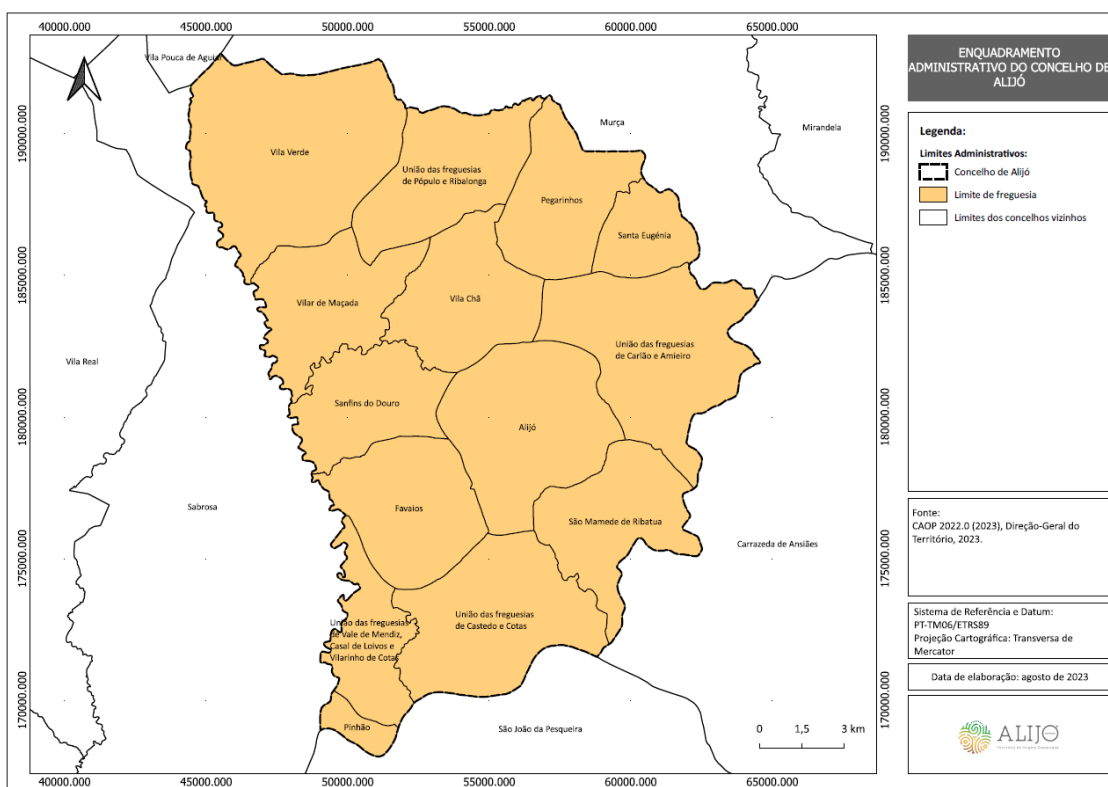 40000.000 45000.000 50000.000 55000.000 60000.000 65000.000
Vila Pouca de Aguiar
Murça
Mirandela
Vila Verde
União das freguesias
de Pópulo e Ribalonga
Pegarinhos
Santa Eugénia
Vilar de Maçada
Vila Chã
União das freguesias
de Carlão e Amieiro
Vila Real
Sanfins do Douro
Alijó
Sabrosa
Favaios
São Mamede de Ribatua
Carrazeda de Ansiães
União das freguesias
de Castedo e Cotas
União das freguesias
de Vale de Mendiz,
Casal de Loivos e
Vilarinho de Cotas
Pinhão
São João da Pesqueira
0 1,5 3 km
190000.000
185000.000
180000.000
175000.000
170000.000
190000.000
185000.000
180000.000
175000.000
170000.000
40000.000 45000.000 50000.000 55000.000 60000.000 65000.000
ENQUADRAMENTO
ADMINISTRATIVO DO CONCELHO DE
ALIJÓ
Legenda:
Limites Administrativos:
Concelho de Alijó
Limite de freguesia
Limites dos concelhos vizinhos
Fonte:
CAOP 2022.0 (2023), Direção-Geral do
Território, 2023.
Sistema de Referência e Datum:
PT-TM06/ETRS89
Projeção Cartográfica: Transversa de
Mercator
Data de elaboração: agosto de 2023
ALIJÓ